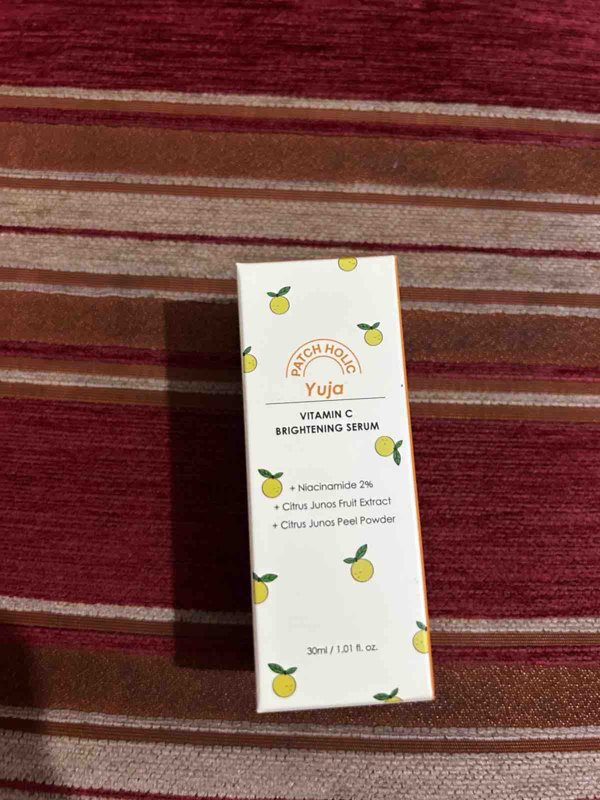 PATCH HOLIC
Yuja
VITAMIN C
BRIGHTENING SERUM
+ Niacinamide 2%
+ Citrus Junos Fruit Extract
+ Citrus Junos Peel Powder
30ml / 1.01 fl. oz.